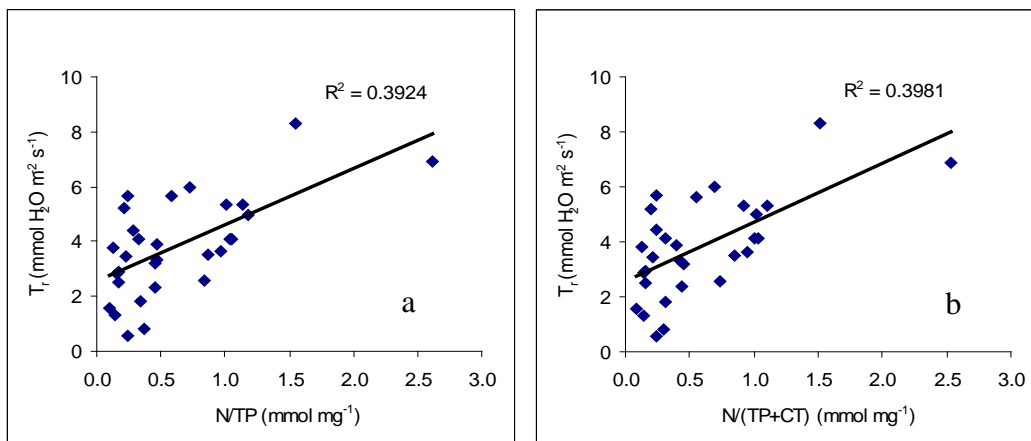 10
8
6
4
2
0
T_r (mmol H₂O m² s⁻¹)
R² = 0.3924
a
0.0 0.5 1.0 1.5 2.0 2.5 3.0
N/TP (mmol mg⁻¹)
10
8
6
4
2
0
T_r (mmol H₂O m² s⁻¹)
R² = 0.3981
b
0.0 0.5 1.0 1.5 2.0 2.5 3.0
N/(TP+CT) (mmol mg⁻¹)